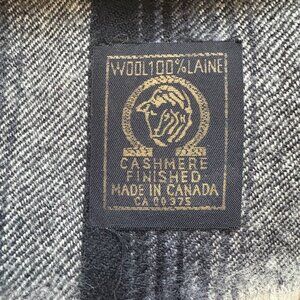 WOOL 100% LAINE
CASHMERE
FINISHED
MADE IN CANADA
CA 00375